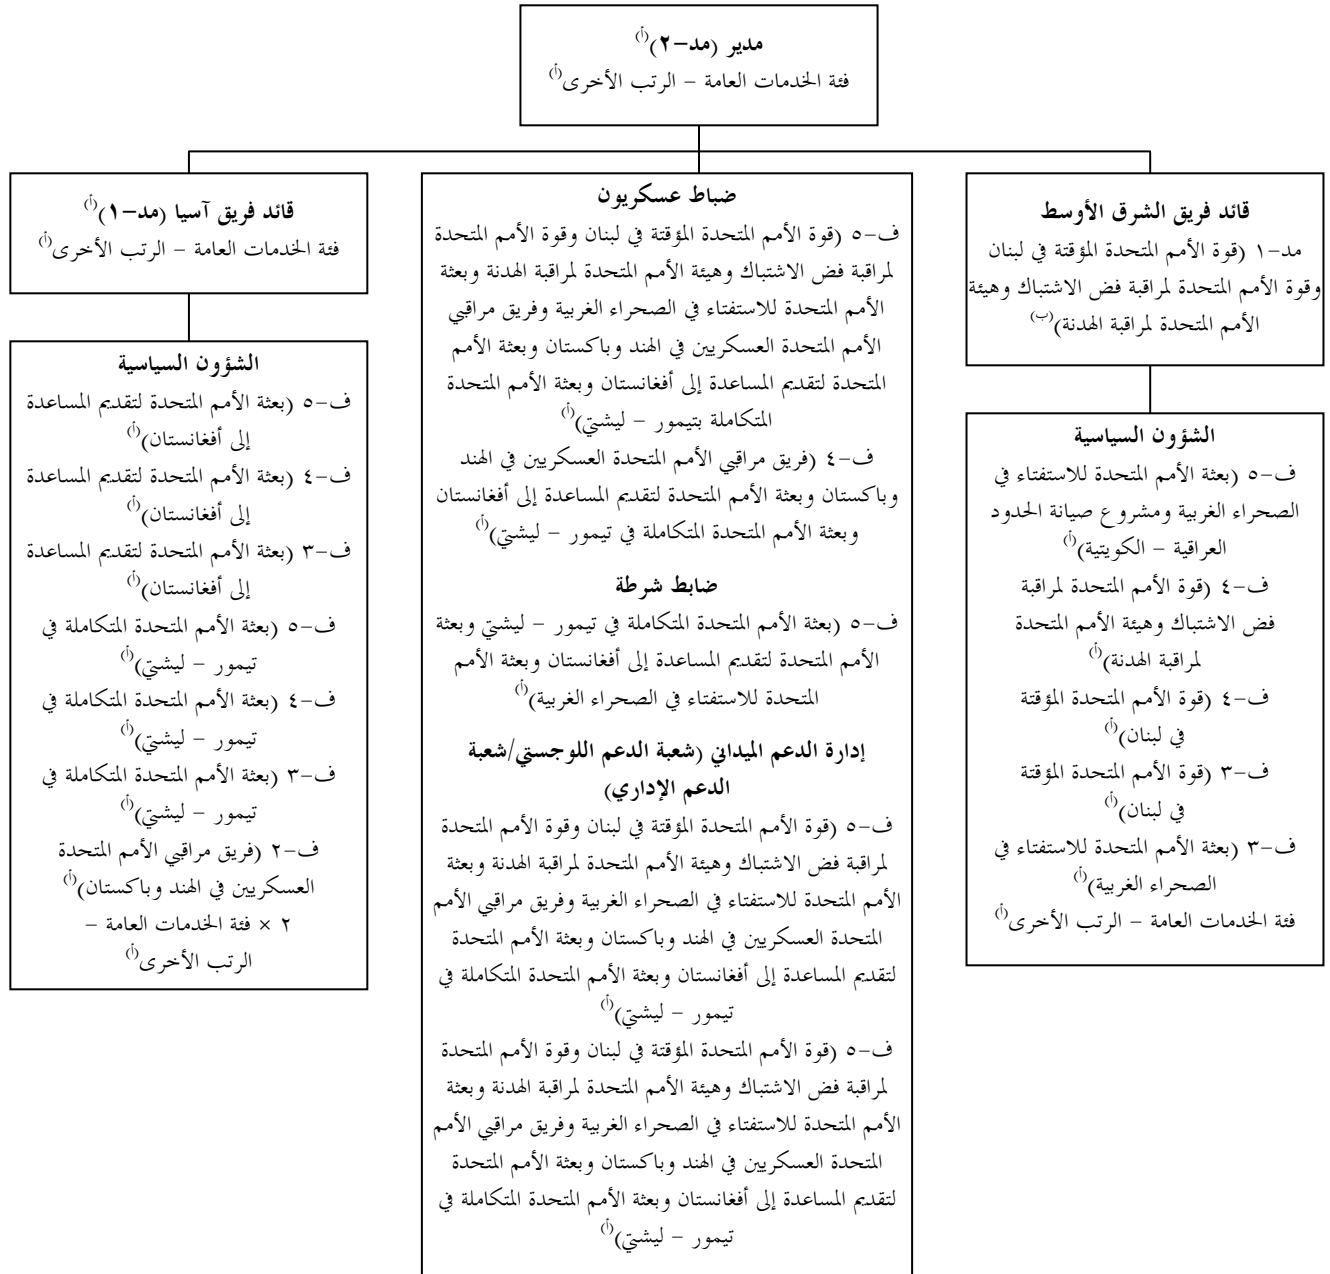 مدير (مد-٢)(أ)
فئة الخدمات العامة - الرتب الأخرى(أ)
قائد فريق الشرق الأوسط
مد-١ (قوة الأمم المتحدة المؤقتة في لبنان
وقوة الأمم المتحدة لمراقبة فض الاشتباك وهيئة
الأمم المتحدة لمراقبة الهدنة)(ب)
الشؤون السياسية
ف-٥ (بعثة الأمم المتحدة للاستفتاء في
الصحراء الغربية ومشروع صيانة الحدود
العراقية - الكويتية)(أ)
ف-٤ (قوة الأمم المتحدة لمراقبة
فض الاشتباك وهيئة الأمم المتحدة
لمراقبة الهدنة)(أ)
ف-٤ (قوة الأمم المتحدة المؤقتة
في لبنان)(أ)
ف-٣ (قوة الأمم المتحدة المؤقتة
في لبنان)(أ)
ف-٣ (بعثة الأمم المتحدة للاستفتاء في
الصحراء الغربية)(أ)
فئة الخدمات العامة - الرتب الأخرى(أ)
ضباط عسكريون
ف-٥ (قوة الأمم المتحدة المؤقتة في لبنان وقوة الأمم المتحدة
لمراقبة فض الاشتباك وهيئة الأمم المتحدة لمراقبة الهدنة وبعثة
الأمم المتحدة للاستفتاء في الصحراء الغربية وفريق مراقبي
الأمم المتحدة العسكريين في الهند وباكستان وبعثة الأمم
المتحدة لتقديم المساعدة إلى أفغانستان وبعثة الأمم المتحدة
المتكاملة بتيمور - ليشتي)(أ)
ف-٤ (فريق مراقبي الأمم المتحدة العسكريين في الهند
وباكستان وبعثة الأمم المتحدة لتقديم المساعدة إلى أفغانستان
وبعثة الأمم المتحدة المتكاملة في تيمور - ليشتي)(أ)
ضابط شرطة
ف-٥ (بعثة الأمم المتحدة المتكاملة في تيمور - ليشتي وبعثة
الأمم المتحدة لتقديم المساعدة إلى أفغانستان وبعثة الأمم
المتحدة للاستفتاء في الصحراء الغربية)(أ)
إدارة الدعم الميداني (شعبة الدعم اللوجستي/شعبة
الدعم الإداري)
ف-٥ (قوة الأمم المتحدة المؤقتة في لبنان وقوة الأمم المتحدة
لمراقبة فض الاشتباك وهيئة الأمم المتحدة لمراقبة الهدنة وبعثة
الأمم المتحدة للاستفتاء في الصحراء الغربية وفريق مراقبي الأمم
المتحدة العسكريين في الهند وباكستان وبعثة الأمم المتحدة
لتقديم المساعدة إلى أفغانستان وبعثة الأمم المتحدة المتكاملة في
تيمور - ليشتي)(أ)
ف-٥ (قوة الأمم المتحدة المؤقتة في لبنان وقوة الأمم المتحدة
لمراقبة فض الاشتباك وهيئة الأمم المتحدة لمراقبة الهدنة وبعثة
الأمم المتحدة للاستفتاء في الصحراء الغربية وفريق مراقبي الأمم
المتحدة العسكريين في الهند وباكستان وبعثة الأمم المتحدة
لتقديم المساعدة إلى أفغانستان وبعثة الأمم المتحدة المتكاملة في
تيمور - ليشتي)(أ)
قائد فريق آسيا (مد-١)(أ)
فئة الخدمات العامة - الرتب الأخرى(أ)
الشؤون السياسية
ف-٥ (بعثة الأمم المتحدة لتقديم المساعدة
إلى أفغانستان)(أ)
ف-٤ (بعثة الأمم المتحدة لتقديم المساعدة
إلى أفغانستان)(أ)
ف-٣ (بعثة الأمم المتحدة لتقديم المساعدة
إلى أفغانستان)(أ)
ف-٥ (بعثة الأمم المتحدة المتكاملة في
تيمور - ليشتي)(أ)
ف-٤ (بعثة الأمم المتحدة المتكاملة في
تيمور - ليشتي)(أ)
ف-٣ (بعثة الأمم المتحدة المتكاملة في
تيمور - ليشتي)(أ)
ف-٢ (فريق مراقبي الأمم المتحدة
العسكريين في الهند وباكستان)(أ)
٢ × فئة الخدمات العامة -
الرتب الأخرى(أ)